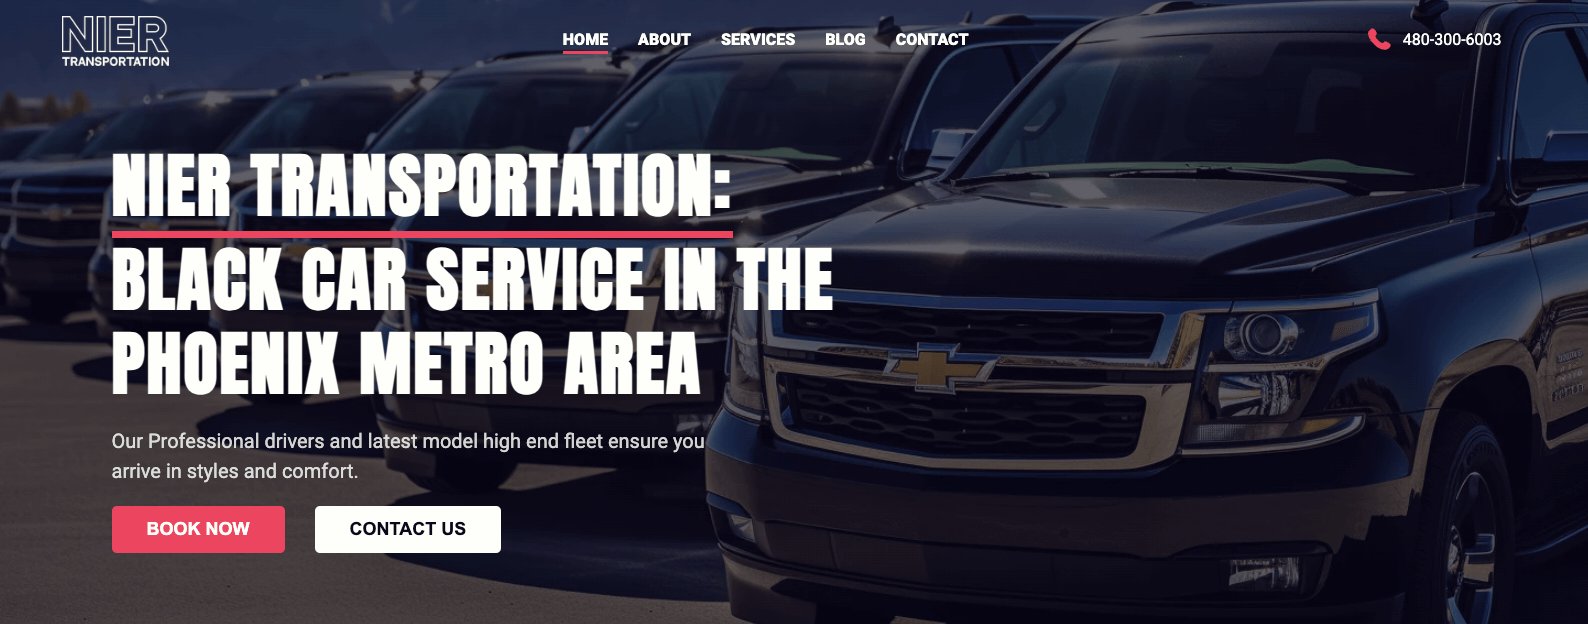 NIER
TRANSPORTATION
HOME ABOUT SERVICES BLOG CONTACT
480-300-6003
NIER TRANSPORTATION:
BLACK CAR SERVICE IN THE
PHOENIX METRO AREA
Our Professional drivers and latest model high end fleet ensure you
arrive in styles and comfort.
BOOK NOW CONTACT US